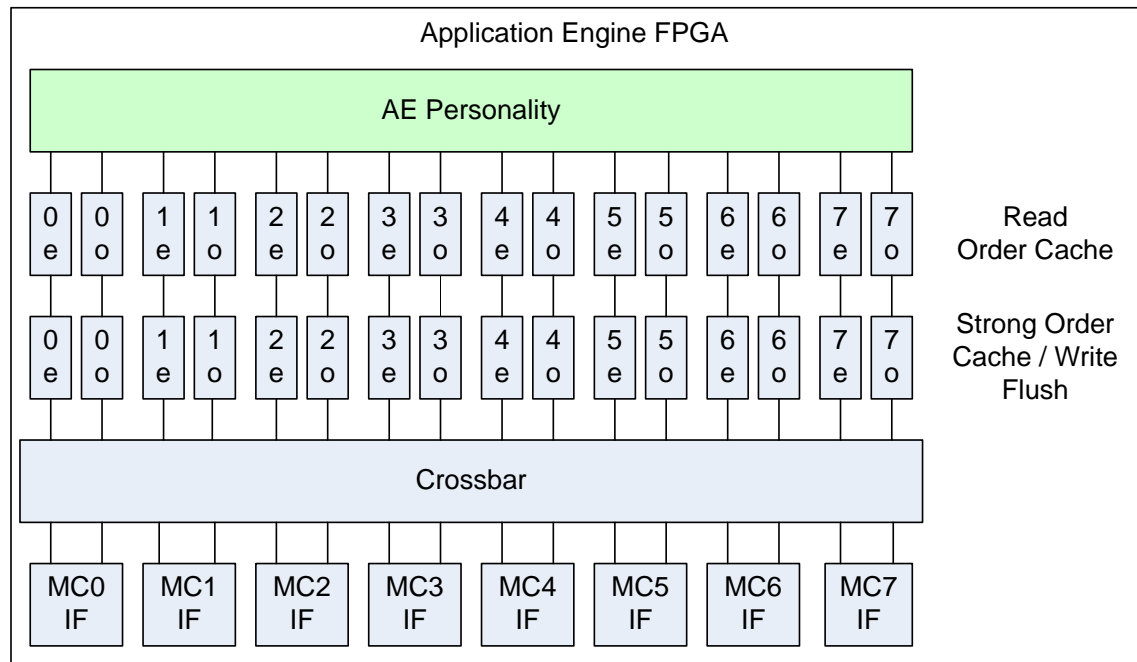 Application Engine FPGA
AE Personality
0 0 1 1 2 2 3 3 4 4 5 5 6 6 7 7
e o e o e o e o e o e o e o e o
Read
Order Cache
0 0 1 1 2 2 3 3 4 4 5 5 6 6 7 7
e o e o e o e o e o e o e o e o
Strong Order
Cache / Write
Flush
Crossbar
MC0 MC1 MC2 MC3 MC4 MC5 MC6 MC7
IF IF IF IF IF IF IF IF